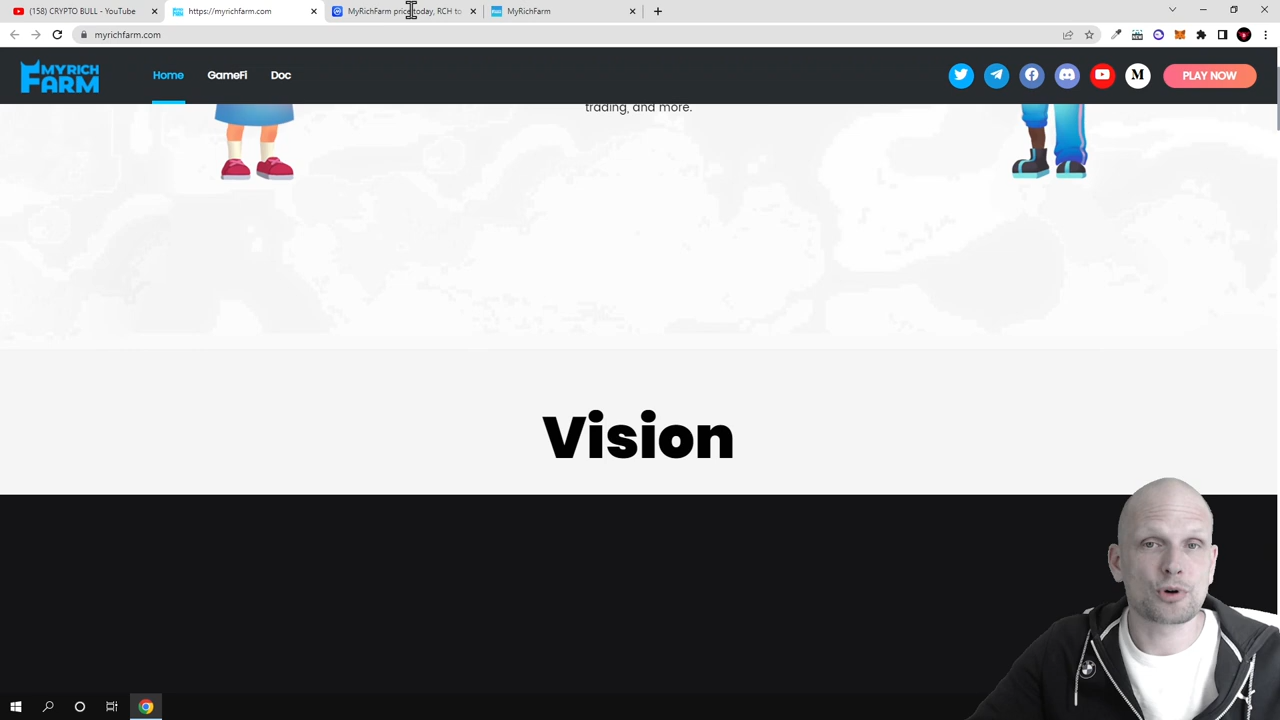 (158) CRYPTO BULL - YouTube
https://myrichfarm.com
MyRichFarm price today, RCH to
MyRichFarm
myrichfarm.com
MYRICH
FARM
Home
GameFi
Doc
M
PLAY NOW
trading, and more.
Vision